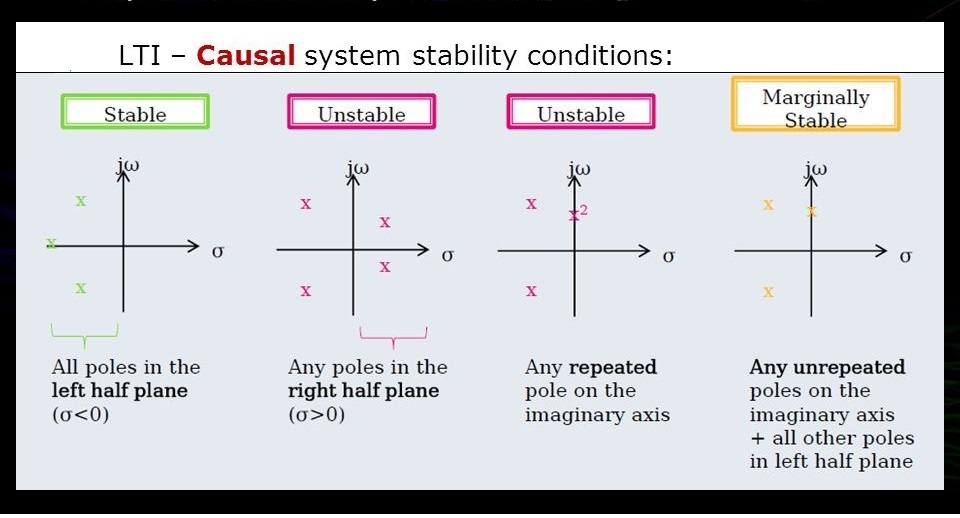 LTI – Causal system stability conditions:
Stable
Unstable
Unstable
Marginally
Stable
jω
x
x
x
σ
jω
x
x
x
x
σ
jω
x
x²
x
σ
jω
x
x
x
σ
All poles in the
left half plane
(σ<0)
Any poles in the
right half plane
(σ>0)
Any repeated
pole on the
imaginary axis
Any unrepeated
poles on the
imaginary axis
+ all other poles
in left half plane